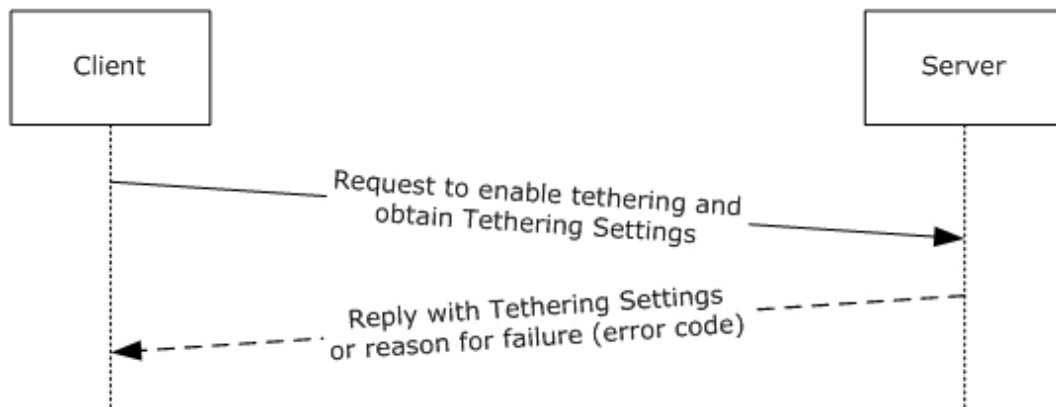 Client
Server
Request to enable tethering and
obtain Tethering Settings
Reply with Tethering Settings
or reason for failure (error code)